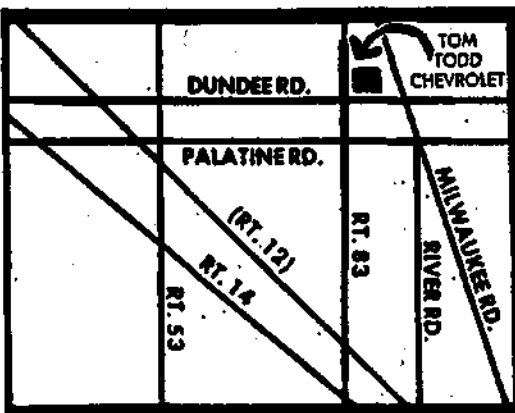 TOM
TODD
CHEVROLET
DUNDEE RD.
PALATINE RD.
(RT. 12)
RT. 14
RT. 53
RT. 83
RIVER RD.
MILWAUKEE RD.